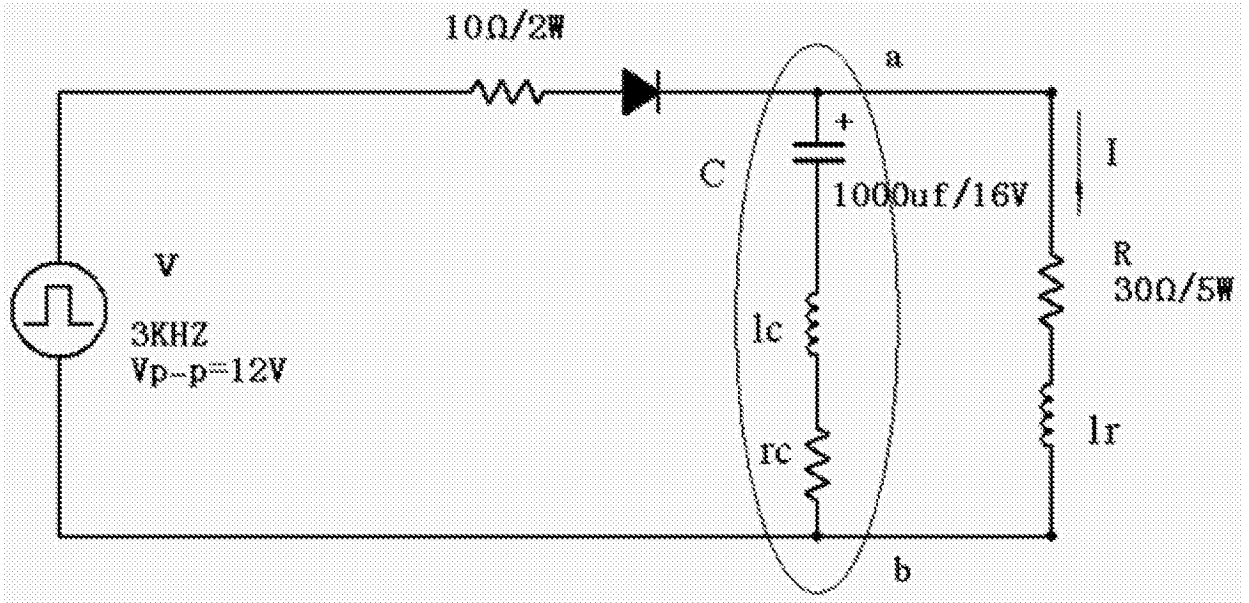 10Ω/2W
a
+
C
1000uf/16V
I
V
R
30Ω/5W
3KHZ
Vp-p=12V
lc
lr
rc
b